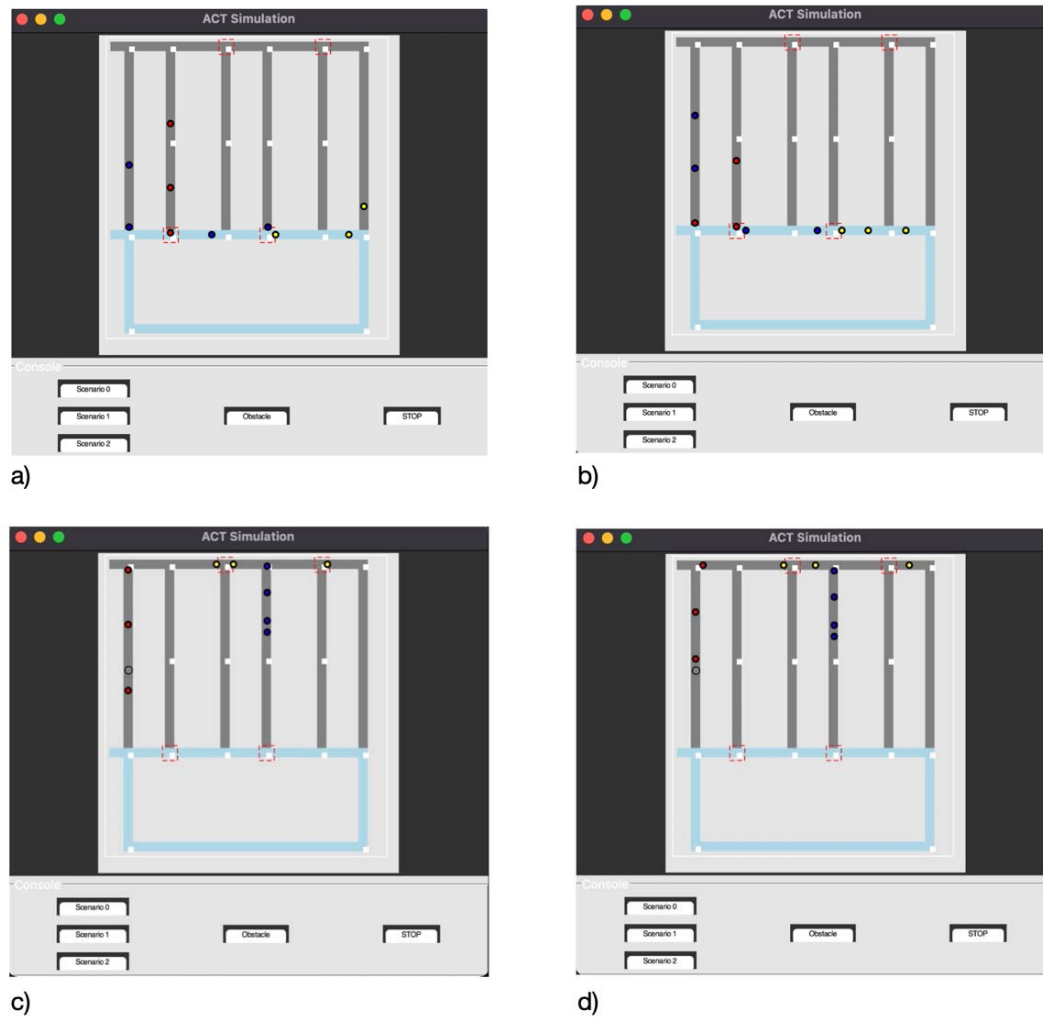 ACT Simulation
Console
Scenario 0
Scenario 1
Obstacle
STOP
Scenario 2
a)
ACT Simulation
Console
Scenario 0
Scenario 1
Obstacle
STOP
Scenario 2
b)
ACT Simulation
Console
Scenario 0
Scenario 1
Obstacle
STOP
Scenario 2
c)
ACT Simulation
Console
Scenario 0
Scenario 1
Obstacle
STOP
Scenario 2
d)